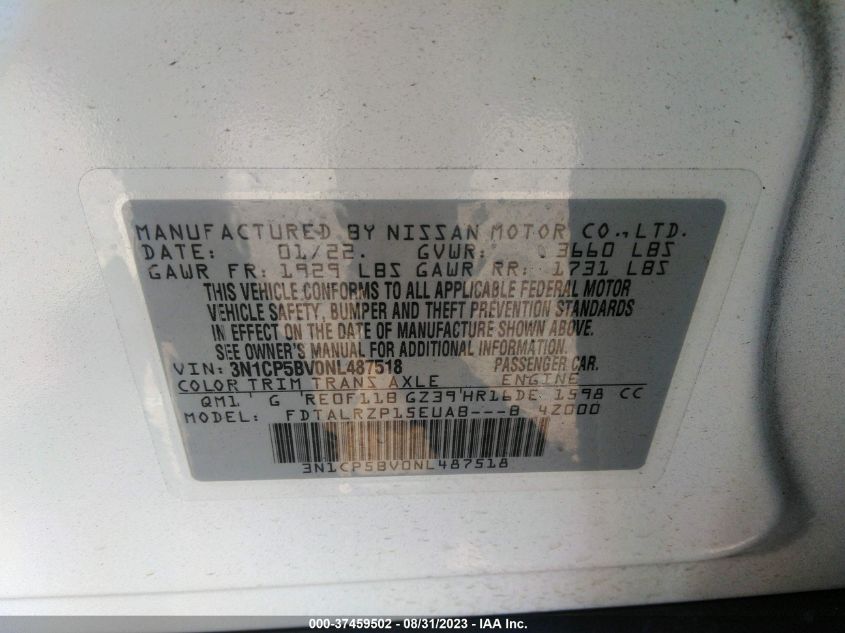 MANUFACTURED BY NISSAN MOTOR CO.,LTD.
DATE: 01/22. GVWR: 3660 LBS
GAWR FR: 1929 LBS GAWR RR: 1731 LBS
THIS VEHICLE CONFORMS TO ALL APPLICABLE FEDERAL MOTOR
VEHICLE SAFETY, BUMPER AND THEFT PREVENTION STANDARDS
IN EFFECT ON THE DATE OF MANUFACTURE SHOWN ABOVE.
SEE OWNER'S MANUAL FOR ADDITIONAL INFORMATION.
VIN: 3N1CP5BV0NL487518 PASSENGER CAR.
COLOR TRIM TRANS AXLE ENGINE
QM1 G RE0F11B GZ39 HR16DE 1598 CC
MODEL: FDTALRZP15EUAB---B 4Z000
3N1CP5BV0NL487518
000-37459502 - 08/31/2023 - IAA Inc.